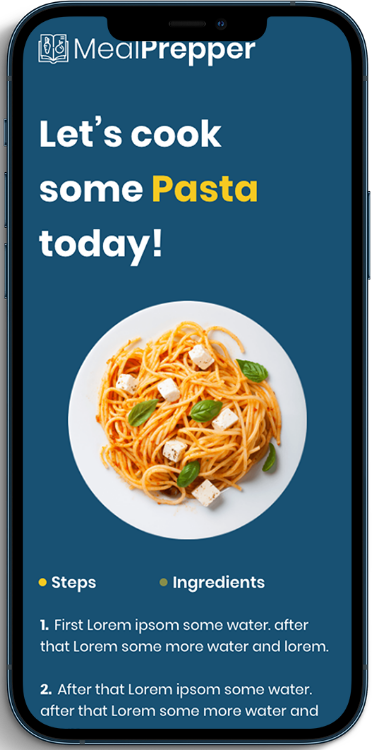 MealPrepper
Let's cook
some Pasta
today!
Steps
Ingredients
1. First Lorem ipsom some water. after
that Lorem some more water and lorem.
2. After that Lorem ipsom some water.
after that Lorem some more water and